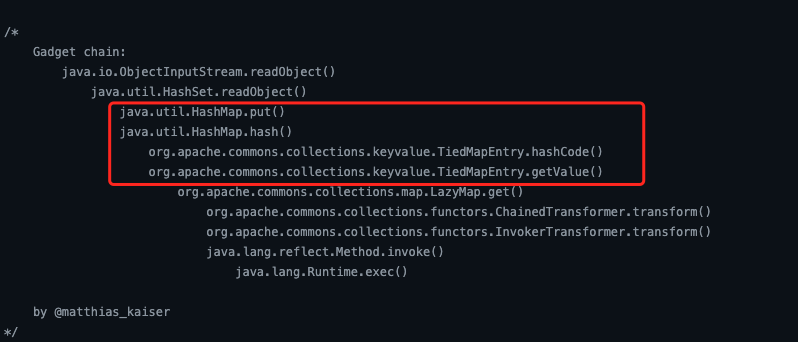 /*
Gadget chain:
java.io.ObjectInputStream.readObject()
java.util.HashSet.readObject()
java.util.HashMap.put()
java.util.HashMap.hash()
org.apache.commons.collections.keyvalue.TiedMapEntry.hashCode()
org.apache.commons.collections.keyvalue.TiedMapEntry.getValue()
org.apache.commons.collections.map.LazyMap.get()
org.apache.commons.collections.functors.ChainedTransformer.transform()
org.apache.commons.collections.functors.InvokerTransformer.transform()
java.lang.reflect.Method.invoke()
java.lang.Runtime.exec()
by @matthias_kaiser
*/